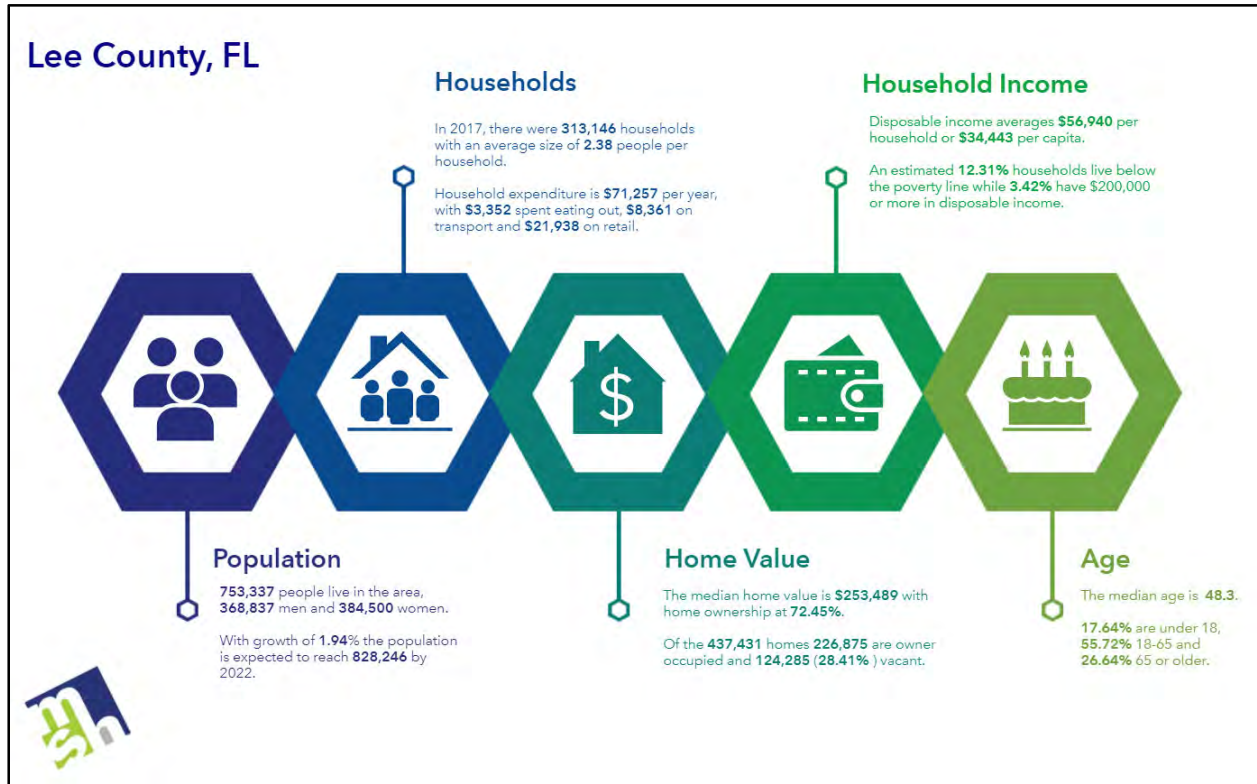 Lee County, FL
Households
In 2017, there were 313,146 households
with an average size of 2.38 people per
household.
Household expenditure is $71,257 per year,
with $3,352 spent eating out, $8,361 on
transport and $21,938 on retail.
Household Income
Disposable income averages $56,940 per
household or $34,443 per capita.
An estimated 12.31% households live below
the poverty line while 3.42% have $200,000
or more in disposable income.
$
Population
753,337 people live in the area,
368,837 men and 384,500 women.
With growth of 1.94% the population
is expected to reach 828,246 by
2022.
Home Value
The median home value is $253,489 with
home ownership at 72.45%.
Of the 437,431 homes 226,875 are owner
occupied and 124,285 (28.41% ) vacant.
Age
The median age is 48.3.
17.64% are under 18,
55.72% 18-65 and
26.64% 65 or older.
msh